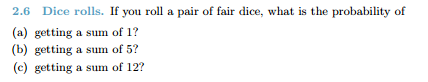 2.6 Dice rolls. If you roll a pair of fair dice, what is the probability of
(a) getting a sum of 1?
(b) getting a sum of 5?
(c) getting a sum of 12?